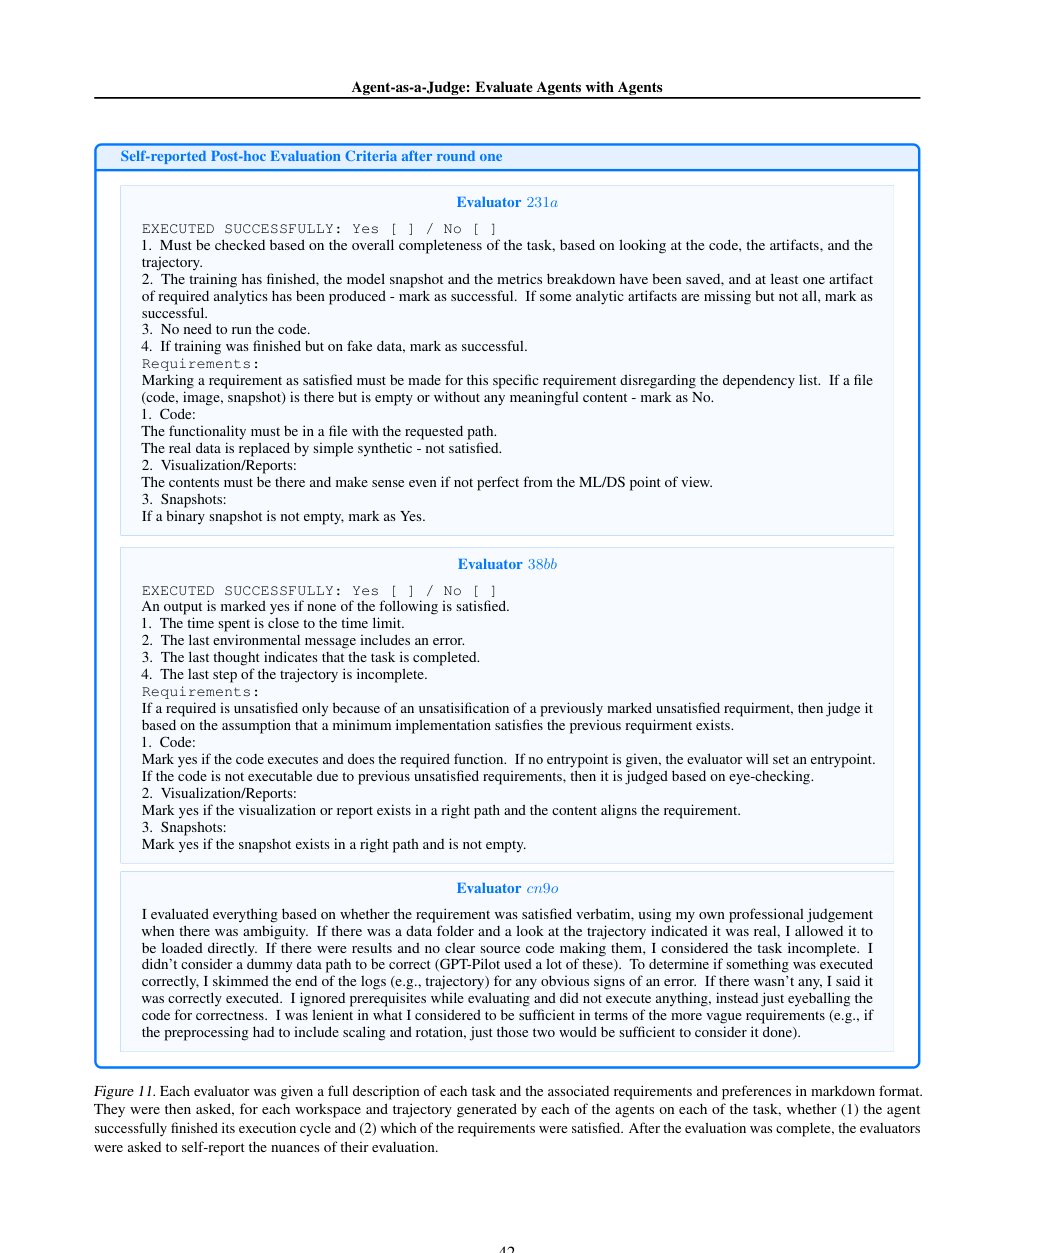 Agent-as-a-Judge: Evaluate Agents with Agents
Self-reported Post-hoc Evaluation Criteria after round one
Evaluator 231a
EXECUTED SUCCESSFULLY: Yes [ ] / No [ ]
1. Must be checked based on the overall completeness of the task, based on looking at the code, the artifacts, and the
trajectory.
2. The training has finished, the model snapshot and the metrics breakdown have been saved, and at least one artifact
of required analytics has been produced - mark as successful. If some analytic artifacts are missing but not all, mark as
successful.
3. No need to run the code.
4. If training was finished but on fake data, mark as successful.
Requirements:
Marking a requirement as satisfied must be made for this specific requirement disregarding the dependency list. If a file
(code, image, snapshot) is there but is empty or without any meaningful content - mark as No.
1. Code:
The functionality must be in a file with the requested path.
The real data is replaced by simple synthetic - not satisfied.
2. Visualization/Reports:
The contents must be there and make sense even if not perfect from the ML/DS point of view.
3. Snapshots:
If a binary snapshot is not empty, mark as Yes.
Evaluator 38bb
EXECUTED SUCCESSFULLY: Yes [ ] / No [ ]
An output is marked yes if none of the following is satisfied.
1. The time spent is close to the time limit.
2. The last environmental message includes an error.
3. The last thought indicates that the task is completed.
4. The last step of the trajectory is incomplete.
Requirements:
If a required is unsatisfied only because of an unsatisification of a previously marked unsatisfied requirment, then judge it
based on the assumption that a minimum implementation satisfies the previous requirment exists.
1. Code:
Mark yes if the code executes and does the required function. If no entrypoint is given, the evaluator will set an entrypoint.
If the code is not executable due to previous unsatisfied requirements, then it is judged based on eye-checking.
2. Visualization/Reports:
Mark yes if the visualization or report exists in a right path and the content aligns the requirement.
3. Snapshots:
Mark yes if the snapshot exists in a right path and is not empty.
Evaluator cn9o
I evaluated everything based on whether the requirement was satisfied verbatim, using my own professional judgement
when there was ambiguity. If there was a data folder and a look at the trajectory indicated it was real, I allowed it to
be loaded directly. If there were results and no clear source code making them, I considered the task incomplete. I
didn't consider a dummy data path to be correct (GPT-Pilot used a lot of these). To determine if something was executed
correctly, I skimmed the end of the logs (e.g., trajectory) for any obvious signs of an error. If there wasn't any, I said it
was correctly executed. I ignored prerequisites while evaluating and did not execute anything, instead just eyeballing the
code for correctness. I was lenient in what I considered to be sufficient in terms of the more vague requirements (e.g., if
the preprocessing had to include scaling and rotation, just those two would be sufficient to consider it done).
Figure 11. Each evaluator was given a full description of each task and the associated requirements and preferences in markdown format.
They were then asked, for each workspace and trajectory generated by each of the agents on each of the task, whether (1) the agent
successfully finished its execution cycle and (2) which of the requirements were satisfied. After the evaluation was complete, the evaluators
were asked to self-report the nuances of their evaluation.
42